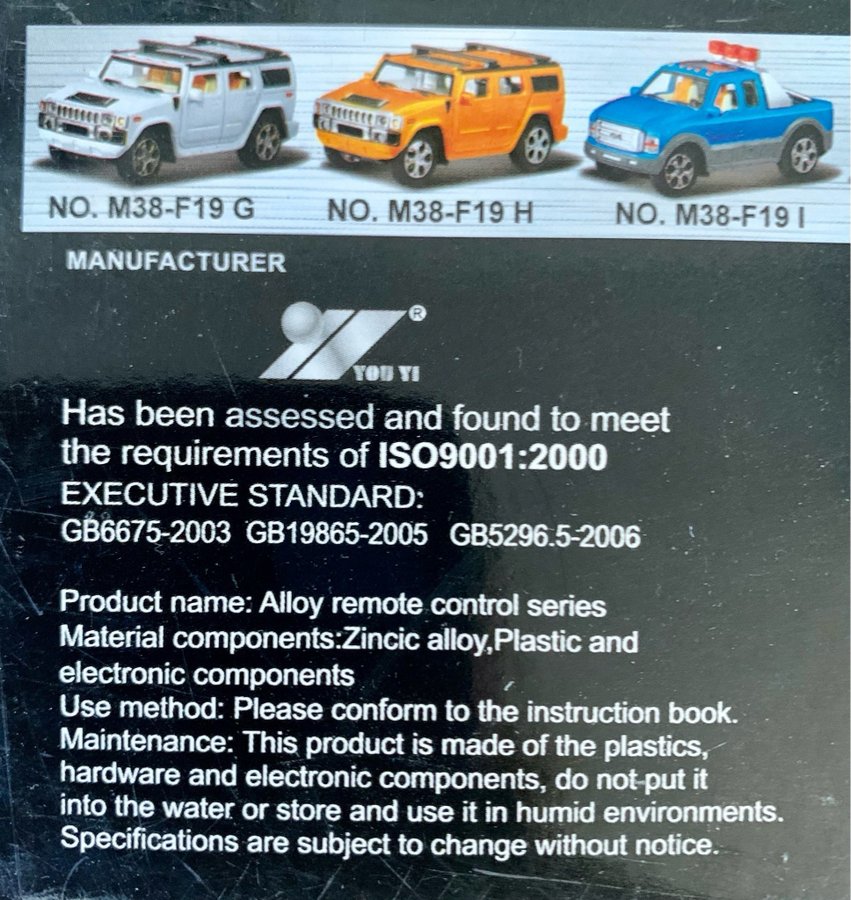 NO. M38-F19 G NO. M38-F19 H NO. M38-F19 I
MANUFACTURER
®
YOU YI
Has been assessed and found to meet
the requirements of ISO9001:2000
EXECUTIVE STANDARD:
GB6675-2003 GB19865-2005 GB5296.5-2006
Product name: Alloy remote control series
Material components:Zincic alloy,Plastic and
electronic components
Use method: Please conform to the instruction book.
Maintenance: This product is made of the plastics,
hardware and electronic components, do not put it
into the water or store and use it in humid environments.
Specifications are subject to change without notice.